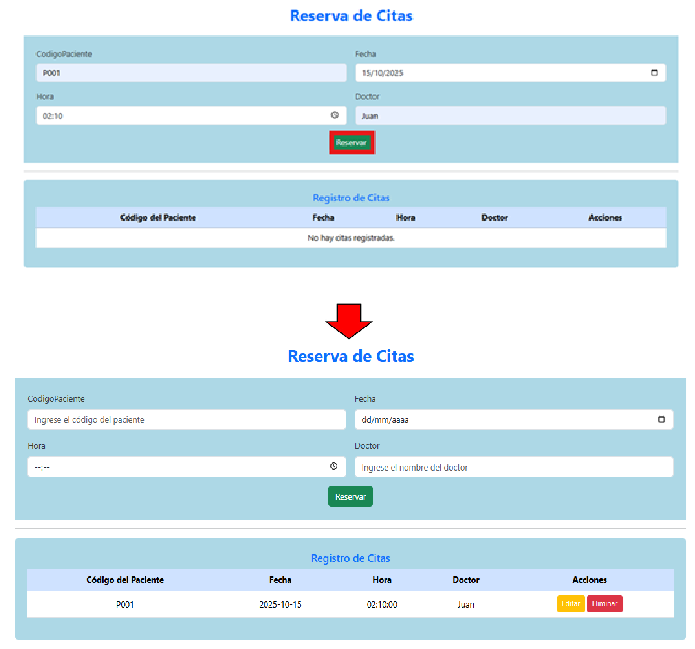 Reserva de Citas
CodigoPaciente Fecha
P001 15/10/2025
Hora Doctor
02:10 Juan
Reservar
Registro de Citas
Código del Paciente Fecha Hora Doctor Acciones
No hay citas registradas.
Reserva de Citas
CodigoPaciente Fecha
Ingrese el código del paciente dd/mm/aaaa
Hora Doctor
--:-- Ingrese el nombre del doctor
Reservar
Registro de Citas
Código del Paciente Fecha Hora Doctor Acciones
P001 2025-10-15 02:10:00 Juan Editar Eliminar